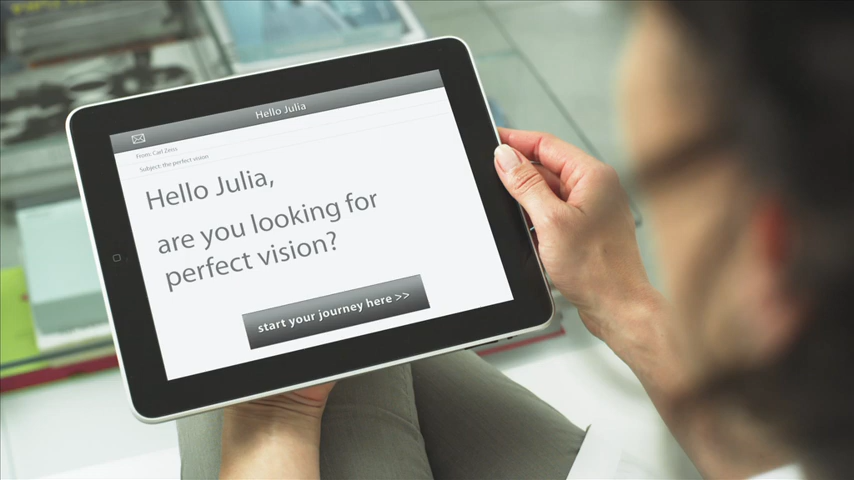 Hello Julia
From: Carl Zeiss
Subject: the perfect vision
Hello Julia,
are you looking for
perfect vision?
start your journey here >>